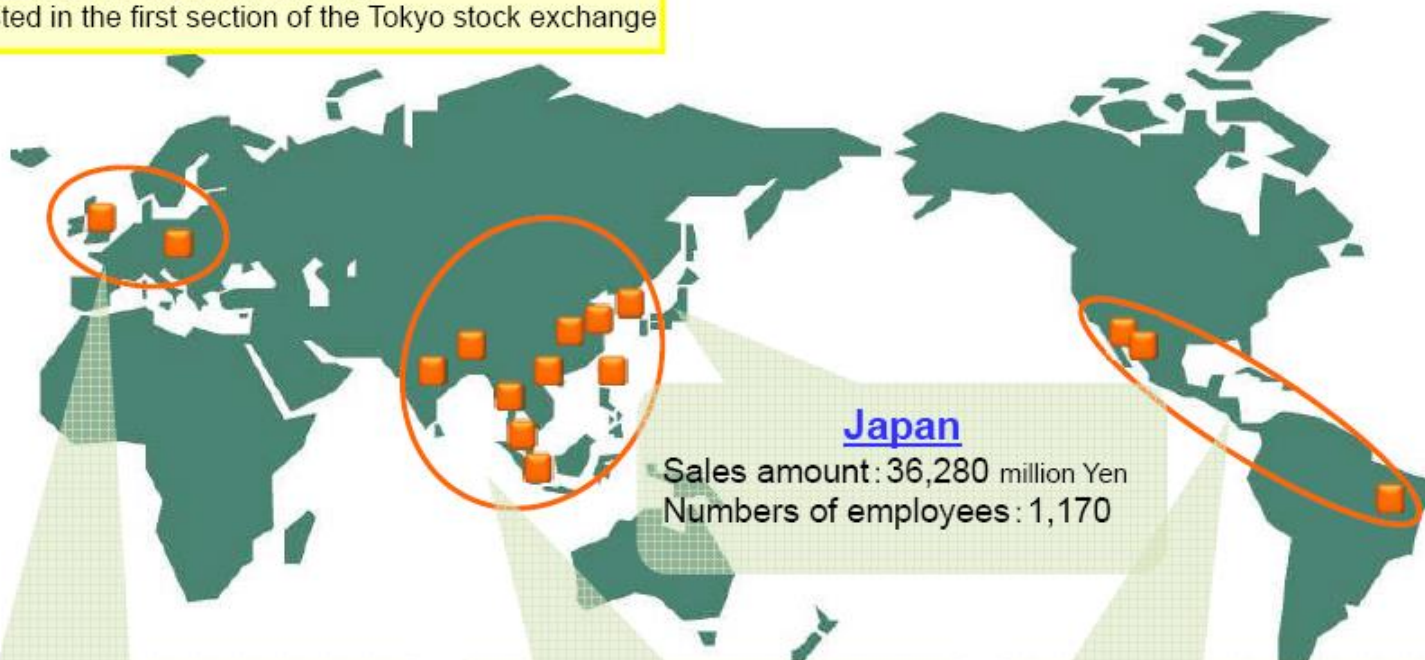 sted in the first section of the Tokyo stock exchange
Japan
Sales amount:36,280 million Yen
Numbers of employees:1,170